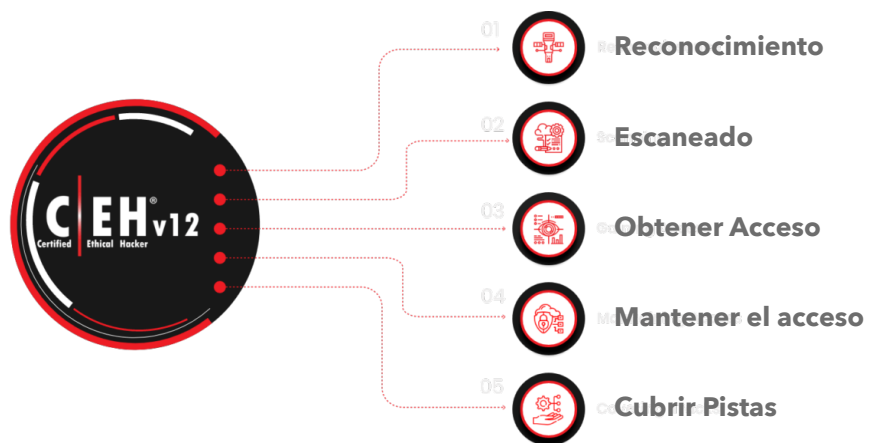 01
Reconocimiento
02
Escaneado
C|EH® v12
Certified Ethical Hacker
03
Obtener Acceso
04
Mantener el acceso
05
Cubrir Pistas